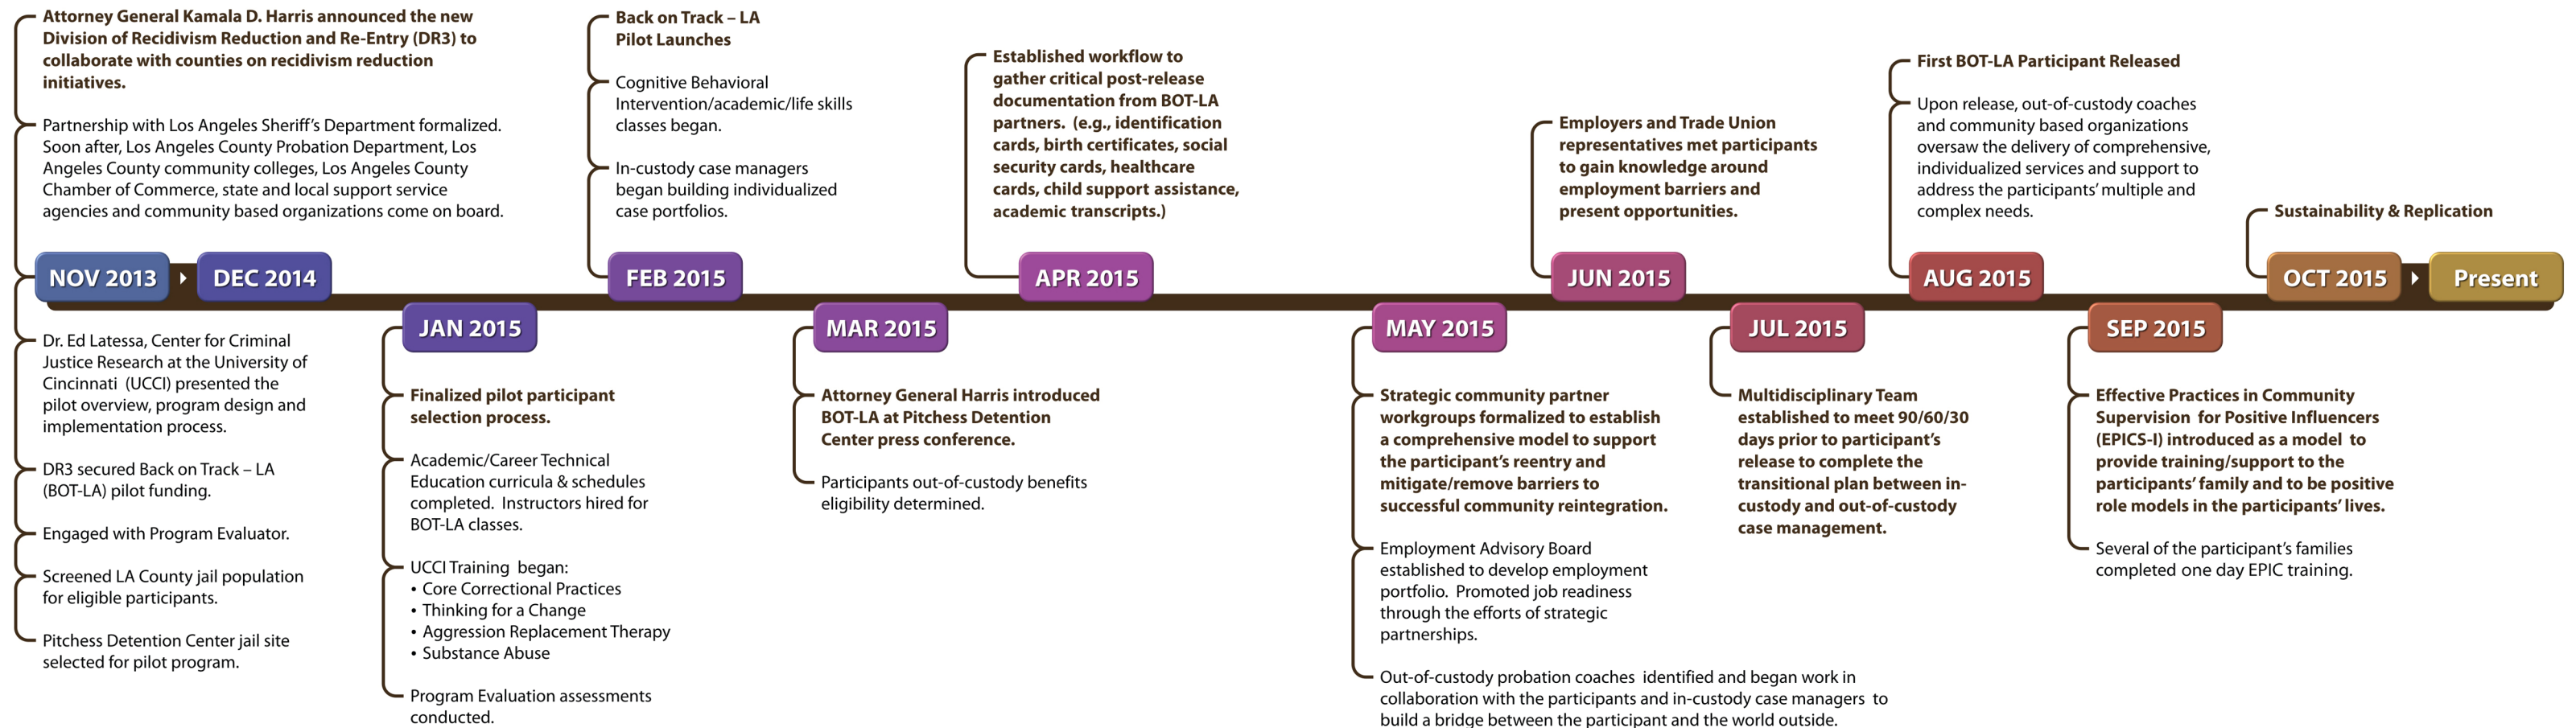 Attorney General Kamala D. Harris announced the new
Division of Recidivism Reduction and Re-Entry (DR3) to
collaborate with counties on recidivism reduction
initiatives.
Partnership with Los Angeles Sheriff's Department formalized.
Soon after, Los Angeles County Probation Department, Los
Angeles County community colleges, Los Angeles County
Chamber of Commerce, state and local support service
agencies and community based organizations come on board.
NOV 2013
DEC 2014
Dr. Ed Latessa, Center for Criminal
Justice Research at the University of
Cincinnati (UCCI) presented the
pilot overview, program design and
implementation process.
DR3 secured Back on Track – LA
(BOT-LA) pilot funding.
Engaged with Program Evaluator.
Screened LA County jail population
for eligible participants.
Pitchess Detention Center jail site
selected for pilot program.
JAN 2015
Finalized pilot participant
selection process.
Academic/Career Technical
Education curricula & schedules
completed. Instructors hired for
BOT-LA classes.
UCCI Training began:
• Core Correctional Practices
• Thinking for a Change
• Aggression Replacement Therapy
• Substance Abuse
Program Evaluation assessments
conducted.
Back on Track – LA
Pilot Launches
Cognitive Behavioral
Intervention/academic/life skills
classes began.
In-custody case managers
began building individualized
case portfolios.
FEB 2015
MAR 2015
Attorney General Harris introduced
BOT-LA at Pitchess Detention
Center press conference.
Participants out-of-custody benefits
eligibility determined.
Established workflow to
gather critical post-release
documentation from BOT-LA
partners. (e.g., identification
cards, birth certificates, social
security cards, healthcare
cards, child support assistance,
academic transcripts.)
APR 2015
MAY 2015
Strategic community partner
workgroups formalized to establish
a comprehensive model to support
the participant's reentry and
mitigate/remove barriers to
successful community reintegration.
Employment Advisory Board
established to develop employment
portfolio. Promoted job readiness
through the efforts of strategic
partnerships.
Out-of-custody probation coaches identified and began work in
collaboration with the participants and in-custody case managers to
build a bridge between the participant and the world outside.
Employers and Trade Union
representatives met participants
to gain knowledge around
employment barriers and
present opportunities.
JUN 2015
JUL 2015
Multidisciplinary Team
established to meet 90/60/30
days prior to participant's
release to complete the
transitional plan between in-
custody and out-of-custody
case management.
First BOT-LA Participant Released
Upon release, out-of-custody coaches
and community based organizations
oversaw the delivery of comprehensive,
individualized services and support to
address the participants' multiple and
complex needs.
AUG 2015
SEP 2015
Effective Practices in Community
Supervision for Positive Influencers
(EPICS-I) introduced as a model to
provide training/support to the
participants' family and to be positive
role models in the participants' lives.
Several of the participant's families
completed one day EPIC training.
Sustainability & Replication
OCT 2015
Present